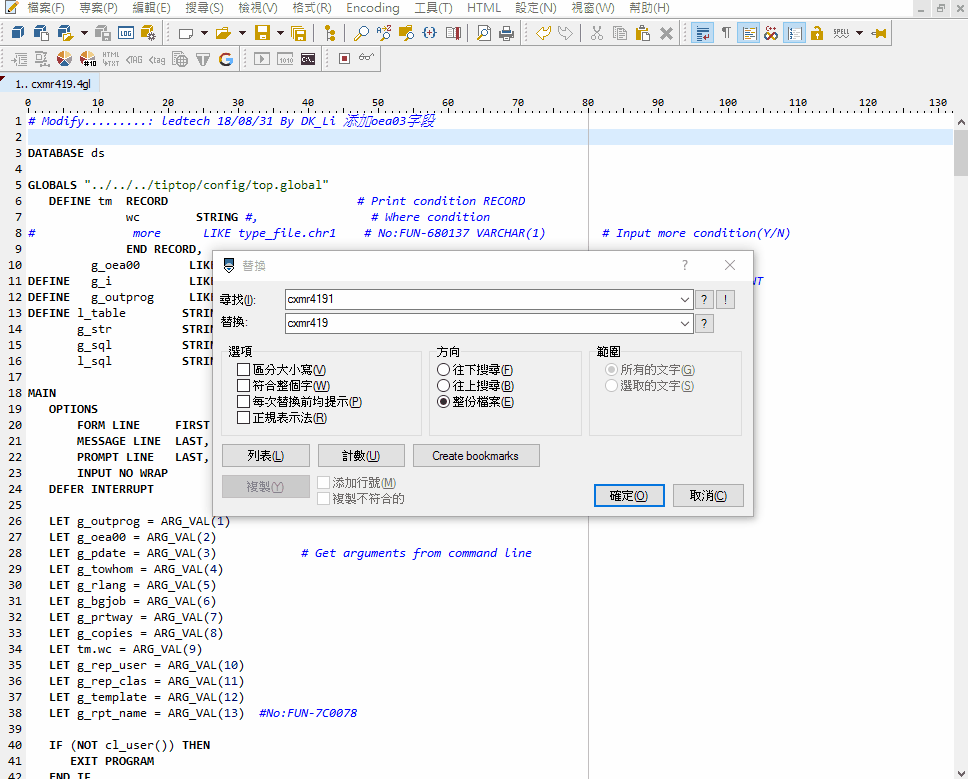 檔案(F) 專案(P) 編輯(E) 搜尋(S) 檢視(V) 格式(R) Encoding 工具(T) HTML 設定(N) 視窗(W) 幫助(H)
LOG SPELL
#10 HTML TXT <TAG <tag 1010 C:\_
1.. cxmr419.4gl
0 10 20 30 40 50 60 70 80 90 100 110 120 130
1 # Modify.........: ledtech 18/08/31 By DK_Li 添加oea03字段
2
3 DATABASE ds
4
5 GLOBALS "../../../tiptop/config/top.global"
6 DEFINE tm RECORD # Print condition RECORD
7 wc STRING #, # Where condition
8 # more LIKE type_file.chr1 # No:FUN-680137 VARCHAR(1) # Input more condition(Y/N)
9 END RECORD,
10 g_oea00 LIK
11 DEFINE g_i LIK NT
12 DEFINE g_outprog LIK
13 DEFINE l_table STRIN
14 g_str STRIN
15 g_sql STRIN
16 l_sql STRIN
17
18 MAIN
19 OPTIONS
20 FORM LINE FIRST
21 MESSAGE LINE LAST,
22 PROMPT LINE LAST,
23 INPUT NO WRAP
24 DEFER INTERRUPT
25
26 LET g_outprog = ARG_VAL(1)
27 LET g_oea00 = ARG_VAL(2)
28 LET g_pdate = ARG_VAL(3) # Get arguments from command line
29 LET g_towhom = ARG_VAL(4)
30 LET g_rlang = ARG_VAL(5)
31 LET g_bgjob = ARG_VAL(6)
32 LET g_prtway = ARG_VAL(7)
33 LET g_copies = ARG_VAL(8)
34 LET tm.wc = ARG_VAL(9)
35 LET g_rep_user = ARG_VAL(10)
36 LET g_rep_clas = ARG_VAL(11)
37 LET g_template = ARG_VAL(12)
38 LET g_rpt_name = ARG_VAL(13) #No:FUN-7C0078
39
40 IF (NOT cl_user()) THEN
41 EXIT PROGRAM
42 END IF
替換 ?
尋找(I): cxmr4191 ? !
替換: cxmr419 ?
選項 方向 範圍
區分大小寫(V) 往下搜尋(F) 所有的文字(G)
符合整個字(W) 往上搜尋(B) 選取的文字(S)
每次替換前均提示(P) 整份檔案(E)
正規表示法(R)
列表(L) 計數(U) Create bookmarks
複製(Y) 添加行號(M)
複製不符合的
確定(O) 取消(C)